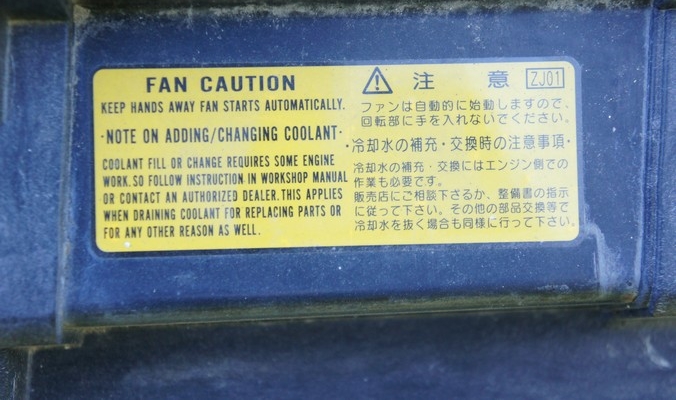 FAN CAUTION
KEEP HANDS AWAY FAN STARTS AUTOMATICALLY.
·NOTE ON ADDING/CHANGING COOLANT·
COOLANT FILL OR CHANGE REQUIRES SOME ENGINE
WORK. SO FOLLOW INSTRUCTION IN WORKSHOP MANUAL
OR CONTACT AN AUTHORIZED DEALER. THIS APPLIES
WHEN DRAINING COOLANT FOR REPLACING PARTS OR
FOR ANY OTHER REASON AS WELL.
注 意 ZJ01
ファンは自動的に始動しますので、
回転部に手を入れないでください。
·冷却水の補充·交換時の注意事項·
冷却水の補充·交換にはエンジン側での
作業も必要です。
販売店にご相談下さるか、整備書の指示
に従って下さい。その他の部品交換等で
冷却水を抜く場合も同様に行って下さい。